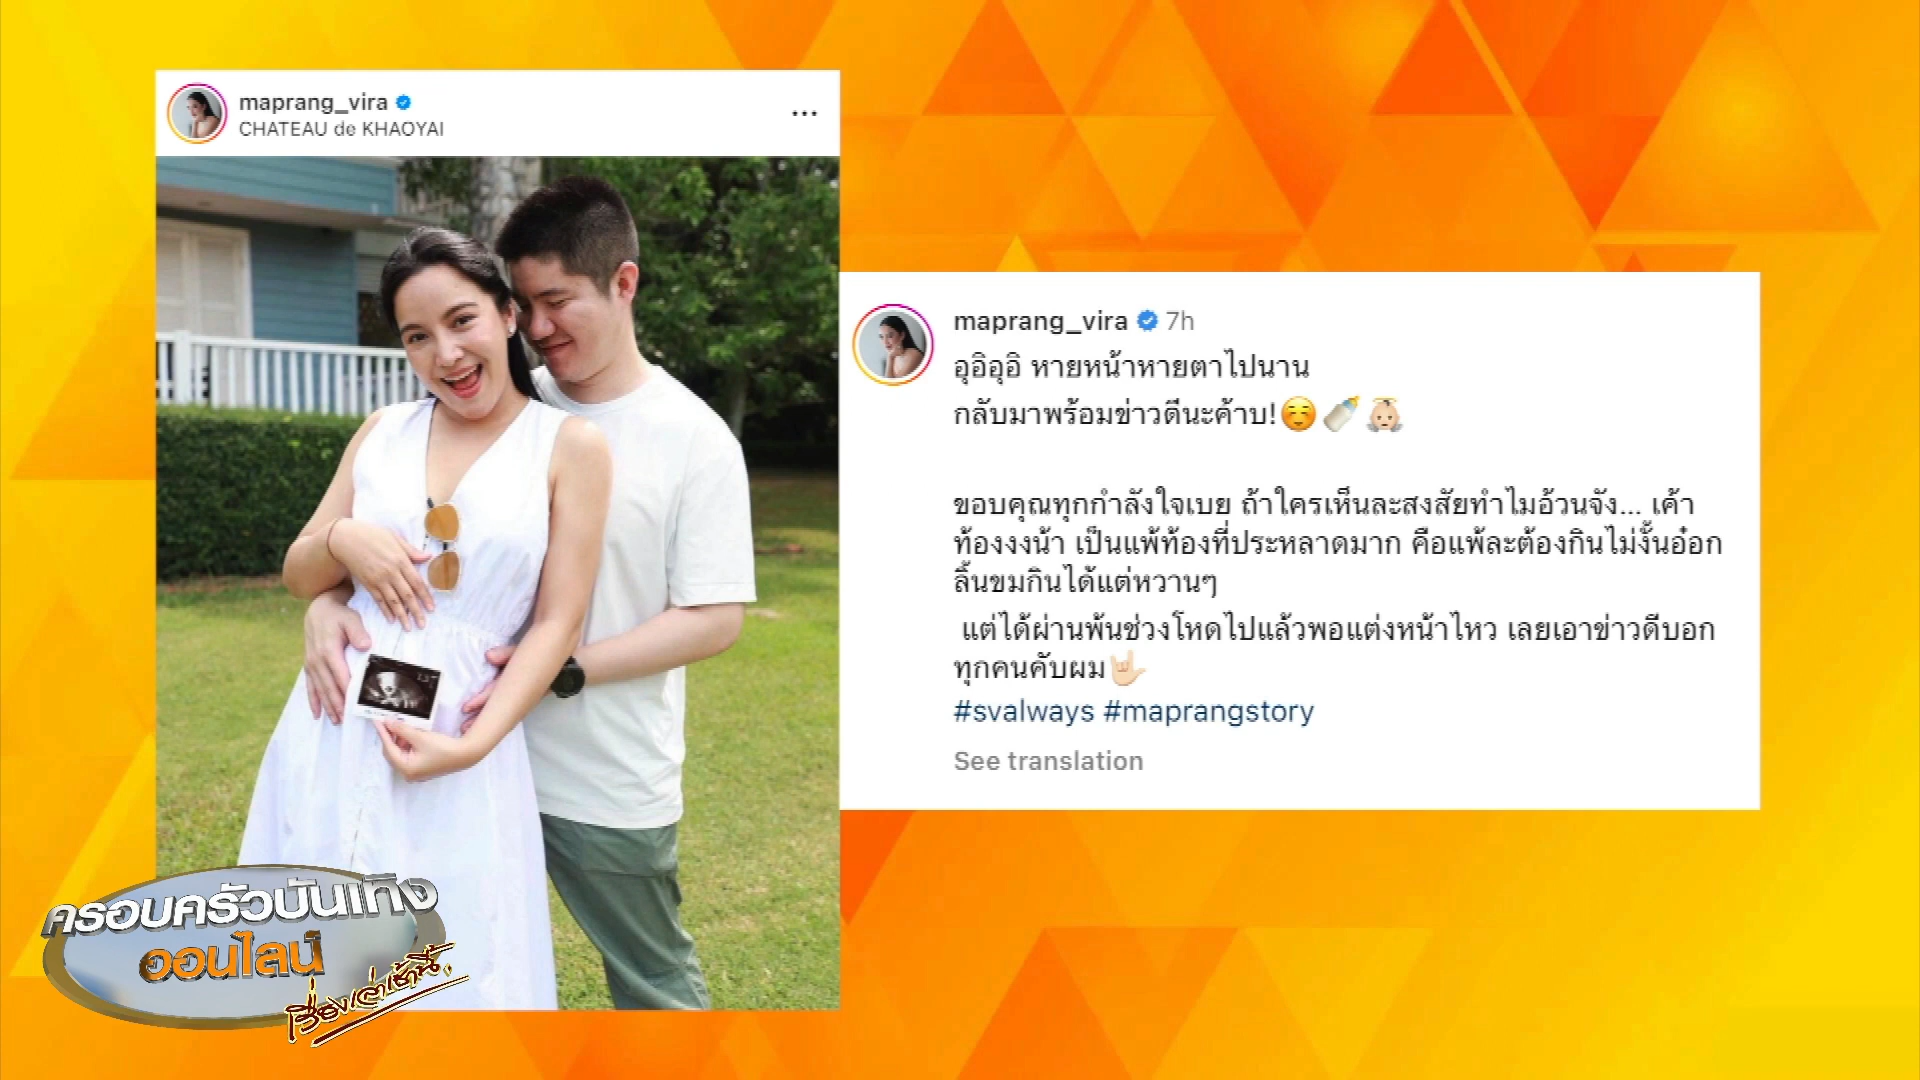 maprang_vira
CHATEAU de KHAOYAI
maprang_vira 7h
อุอิอุอิ หายหน้าหายตาไปนาน
กลับมาพร้อมข่าวดีนะค้าบ!☺️🍼👼🏻
ขอบคุณทุกกำลังใจเบย ถ้าใครเห็นละสงสัยทำไมอ้วนจัง... เค้า
ท้องงงน้า เป็นแพ้ท้องที่ประหลาดมาก คือแพ้ละต้องกินไม่งั้นอ๋อก
ลิ้นขมกินได้แต่หวานๆ
แต่ได้ผ่านพ้นช่วงโหดไปแล้วพอแต่งหน้าไหว เลยเอาข่าวดีบอก
ทุกคนคับผม🤟🏻
#svalways #maprangstory
See translation
ครอบครัวบันเทิง
ออนไลน์
เรื่องเล่าเช้านี้